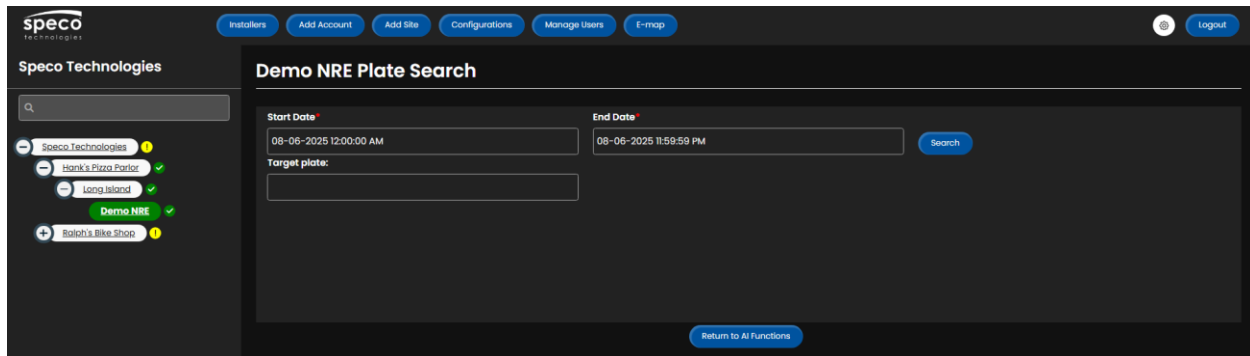 speco
technologies
Installers Add Account Add Site Configurations Manage Users E-map Logout
Speco Technologies
Demo NRE Plate Search
Start Date* End Date*
08-06-2025 12:00:00 AM 08-06-2025 11:59:59 PM Search
Target plate:
Speco Technologies !
Hank's Pizza Parlor
Long Island
Demo NRE
Ralph's Bike Shop !
Return to AI Functions